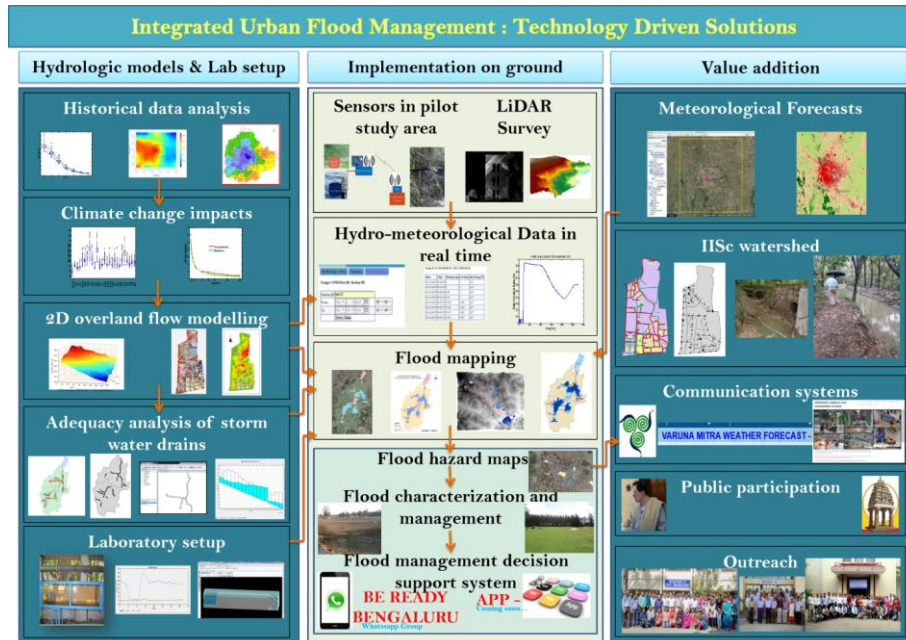 Integrated Urban Flood Management : Technology Driven Solutions
Hydrologic models & Lab setup
Historical data analysis
Climate change impacts
2D overland flow modelling
Adequacy analysis of storm
water drains
Laboratory setup
Implementation on ground
Sensors in pilot
study area
LiDAR
Survey
Hydro-meteorological Data in
real time
Flood mapping
Flood hazard maps
Flood characterization and
management
Flood management decision
support system
BE READY
BENGALURU
Whatsapp Group
APP -
Coming soon...
App
Value addition
Meteorological Forecasts
IISc watershed
Communication systems
VARUNA MITRA WEATHER FORECAST -
Public participation
Outreach